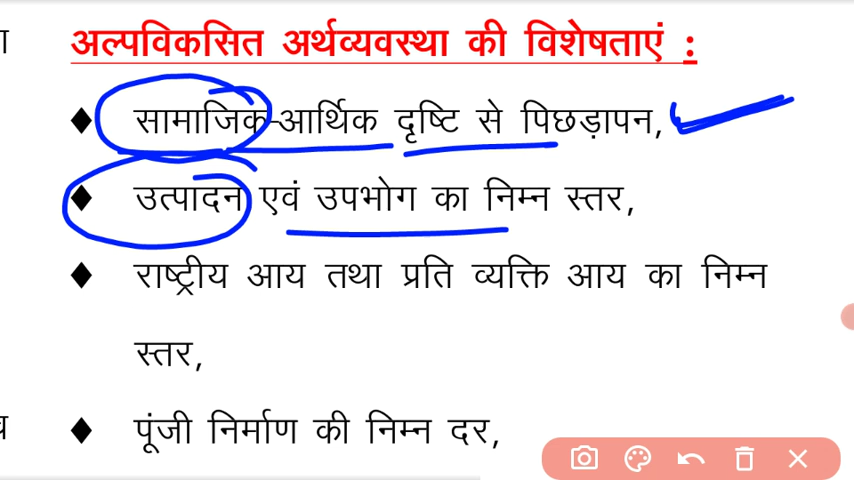 अल्पविकसित अर्थव्यवस्था की विशेषताएं :
♦ सामाजिक-आर्थिक दृष्टि से पिछड़ापन,
♦ उत्पादन एवं उपभोग का निम्न स्तर,
♦ राष्ट्रीय आय तथा प्रति व्यक्ति आय का निम्न
स्तर,
♦ पूंजी निर्माण की निम्न दर,